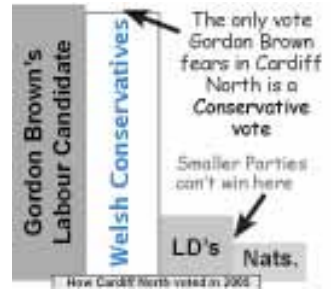 The only vote
Gordon Brown
fears in Cardiff
North is a
Conservative
vote
Smaller Parties
can't win here
Gordon Brown's
Labour Candidate
Welsh Conservatives
LD's
Nats.
How Cardiff North voted in 2005